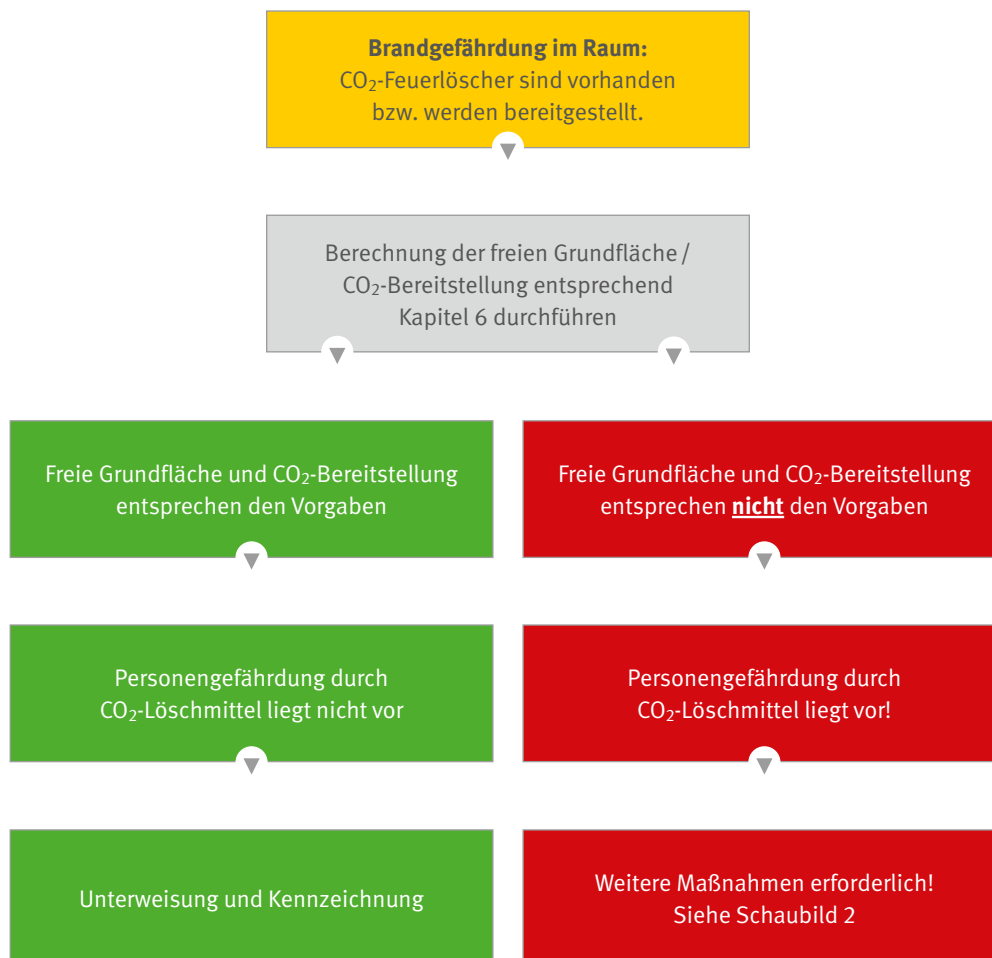 Brandgefährdung im Raum:
CO₂-Feuerlöscher sind vorhanden
bzw. werden bereitgestellt.
Berechnung der freien Grundfläche /
CO₂-Bereitstellung entsprechend
Kapitel 6 durchführen
Freie Grundfläche und CO₂-Bereitstellung
entsprechen den Vorgaben
Freie Grundfläche und CO₂-Bereitstellung
entsprechen nicht den Vorgaben
Personengefährdung durch
CO₂-Löschmittel liegt nicht vor
Personengefährdung durch
CO₂-Löschmittel liegt vor!
Unterweisung und Kennzeichnung
Weitere Maßnahmen erforderlich!
Siehe Schaubild 2